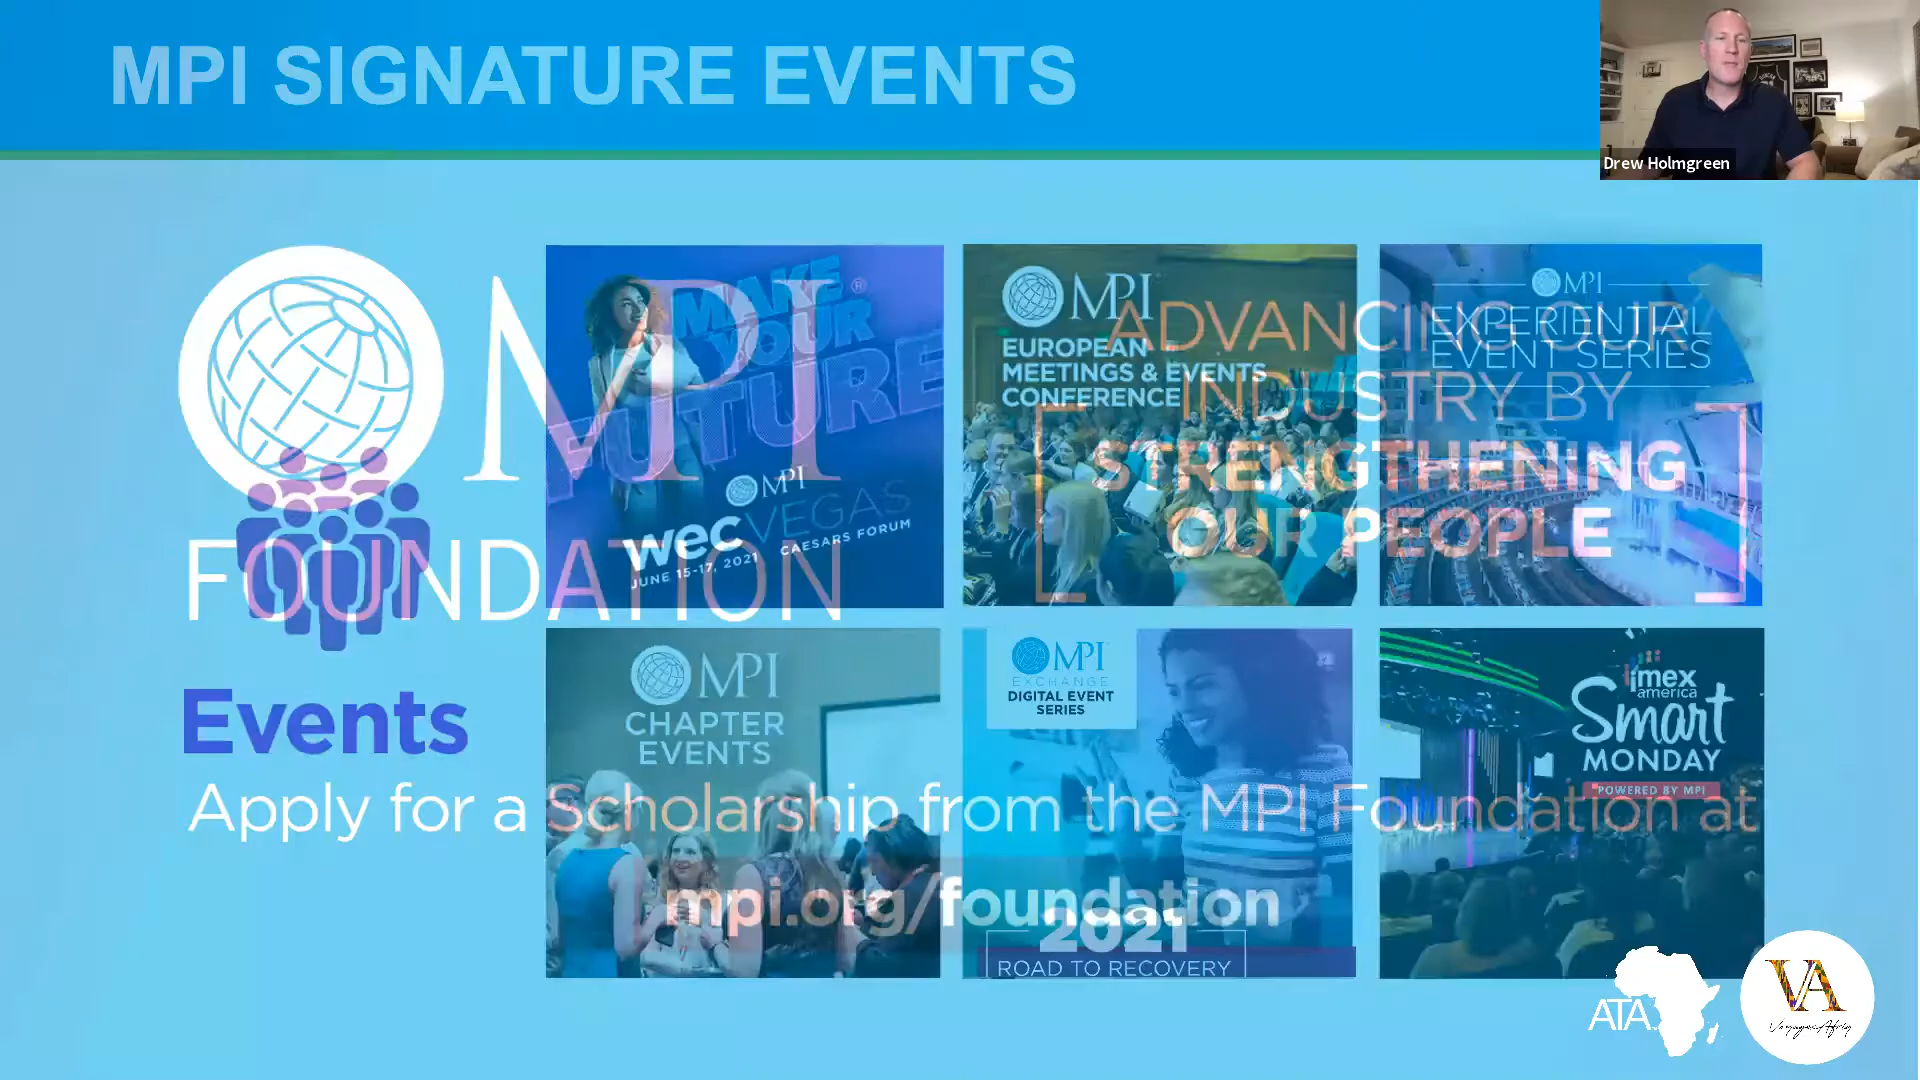 MPI SIGNATURE EVENTS
Drew Holmgreen
MPI
®
FOUNDATION
ADVANCING OUR
INDUSTRY BY
STRENGTHENING
OUR PEOPLE
Apply for a Scholarship from the MPI Foundation at
mpi.org/foundation
Events
MAKE
YOUR
FUTURE
MPI
wec VEGAS
JUNE 15-17, 2021 CAESARS FORUM
MPI
EUROPEAN
MEETINGS & EVENTS
CONFERENCE
MPI
EXPERIENTIAL
EVENT SERIES
MPI
CHAPTER
EVENTS
MPI
EXCHANGE
DIGITAL EVENT
SERIES
2021
ROAD TO RECOVERY
imex
america
Smart
MONDAY
POWERED BY MPI
ATA
VA
VoyagesAfriq